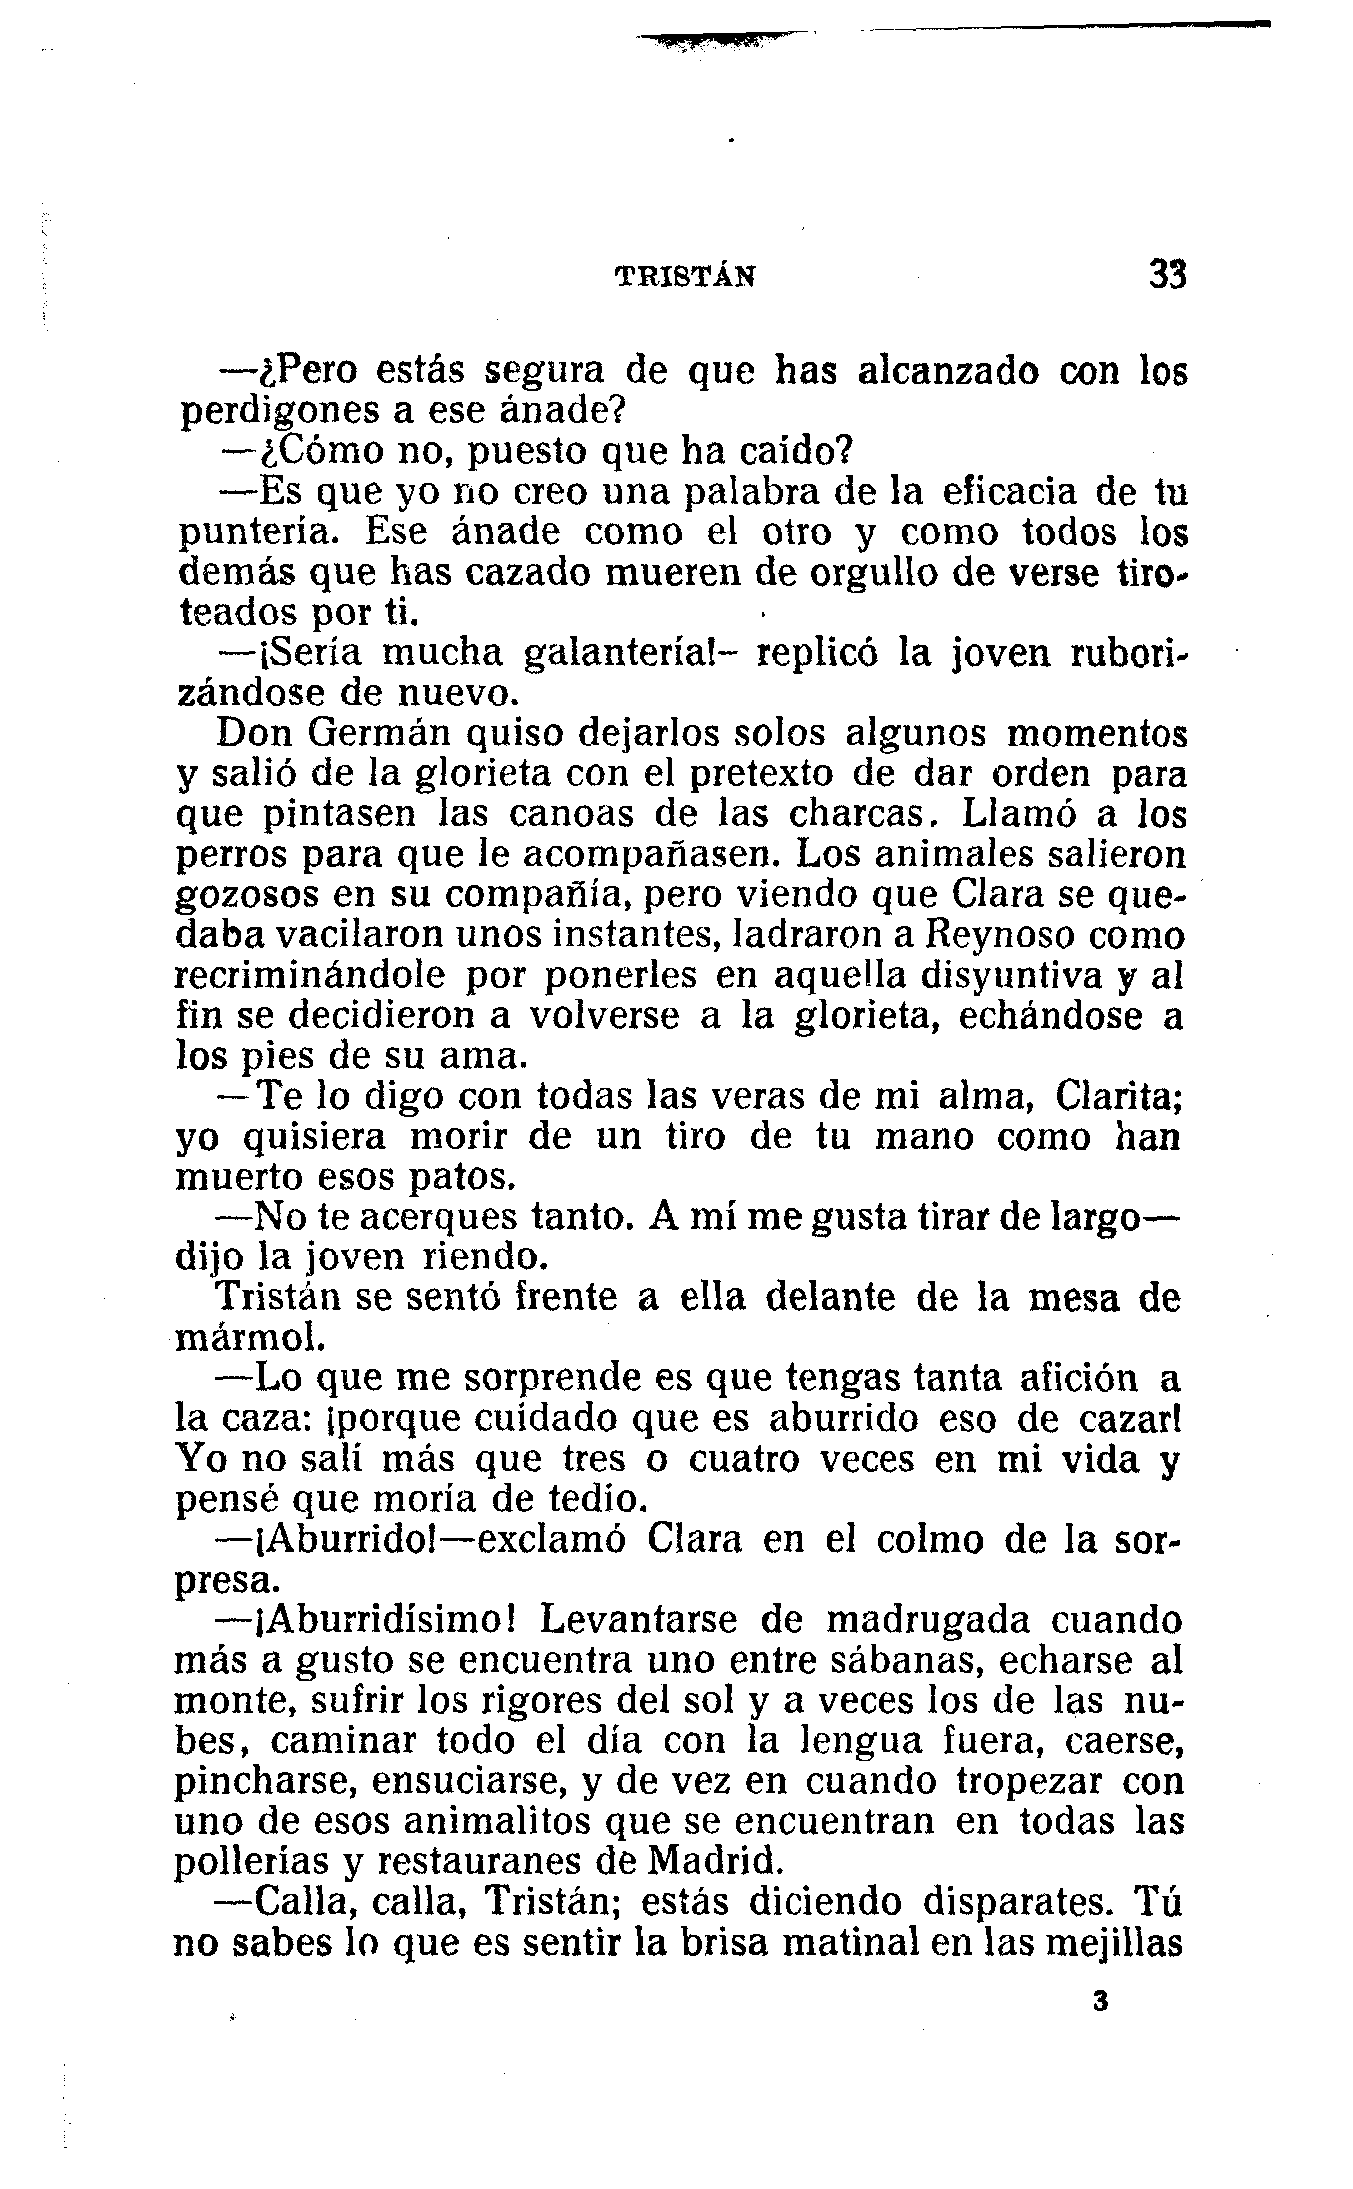 TRISTÁN 33
—¿Pero estás segura de que has alcanzado con los
perdigones a ese ánade?
—¿Cómo no, puesto que ha caído?
—Es que yo no creo una palabra de la eficacia de tu
puntería. Ese ánade como el otro y como todos los
demás que has cazado mueren de orgullo de verse tiro-
teados por ti.
—¡Sería mucha galantería!– replicó la joven rubori-
zándose de nuevo.
Don Germán quiso dejarlos solos algunos momentos
y salió de la glorieta con el pretexto de dar orden para
que pintasen las canoas de las charcas. Llamó a los
perros para que le acompañasen. Los animales salieron
gozosos en su compañía, pero viendo que Clara se que-
daba vacilaron unos instantes, ladraron a Reynoso como
recriminándole por ponerles en aquella disyuntiva y al
fin se decidieron a volverse a la glorieta, echándose a
los pies de su ama.
—Te lo digo con todas las veras de mi alma, Clarita;
yo quisiera morir de un tiro de tu mano como han
muerto esos patos.
—No te acerques tanto. A mí me gusta tirar de largo—
dijo la joven riendo.
Tristán se sentó frente a ella delante de la mesa de
mármol.
—Lo que me sorprende es que tengas tanta afición a
la caza: ¡porque cuidado que es aburrido eso de cazar!
Yo no salí más que tres o cuatro veces en mi vida y
pensé que moría de tedio.
—¡Aburrido!—exclamó Clara en el colmo de la sor-
presa.
—¡Aburridísimo! Levantarse de madrugada cuando
más a gusto se encuentra uno entre sábanas, echarse al
monte, sufrir los rigores del sol y a veces los de las nu-
bes, caminar todo el día con la lengua fuera, caerse,
pincharse, ensuciarse, y de vez en cuando tropezar con
uno de esos animalitos que se encuentran en todas las
pollerías y restauranes de Madrid.
—Calla, calla, Tristán; estás diciendo disparates. Tú
no sabes lo que es sentir la brisa matinal en las mejillas
3